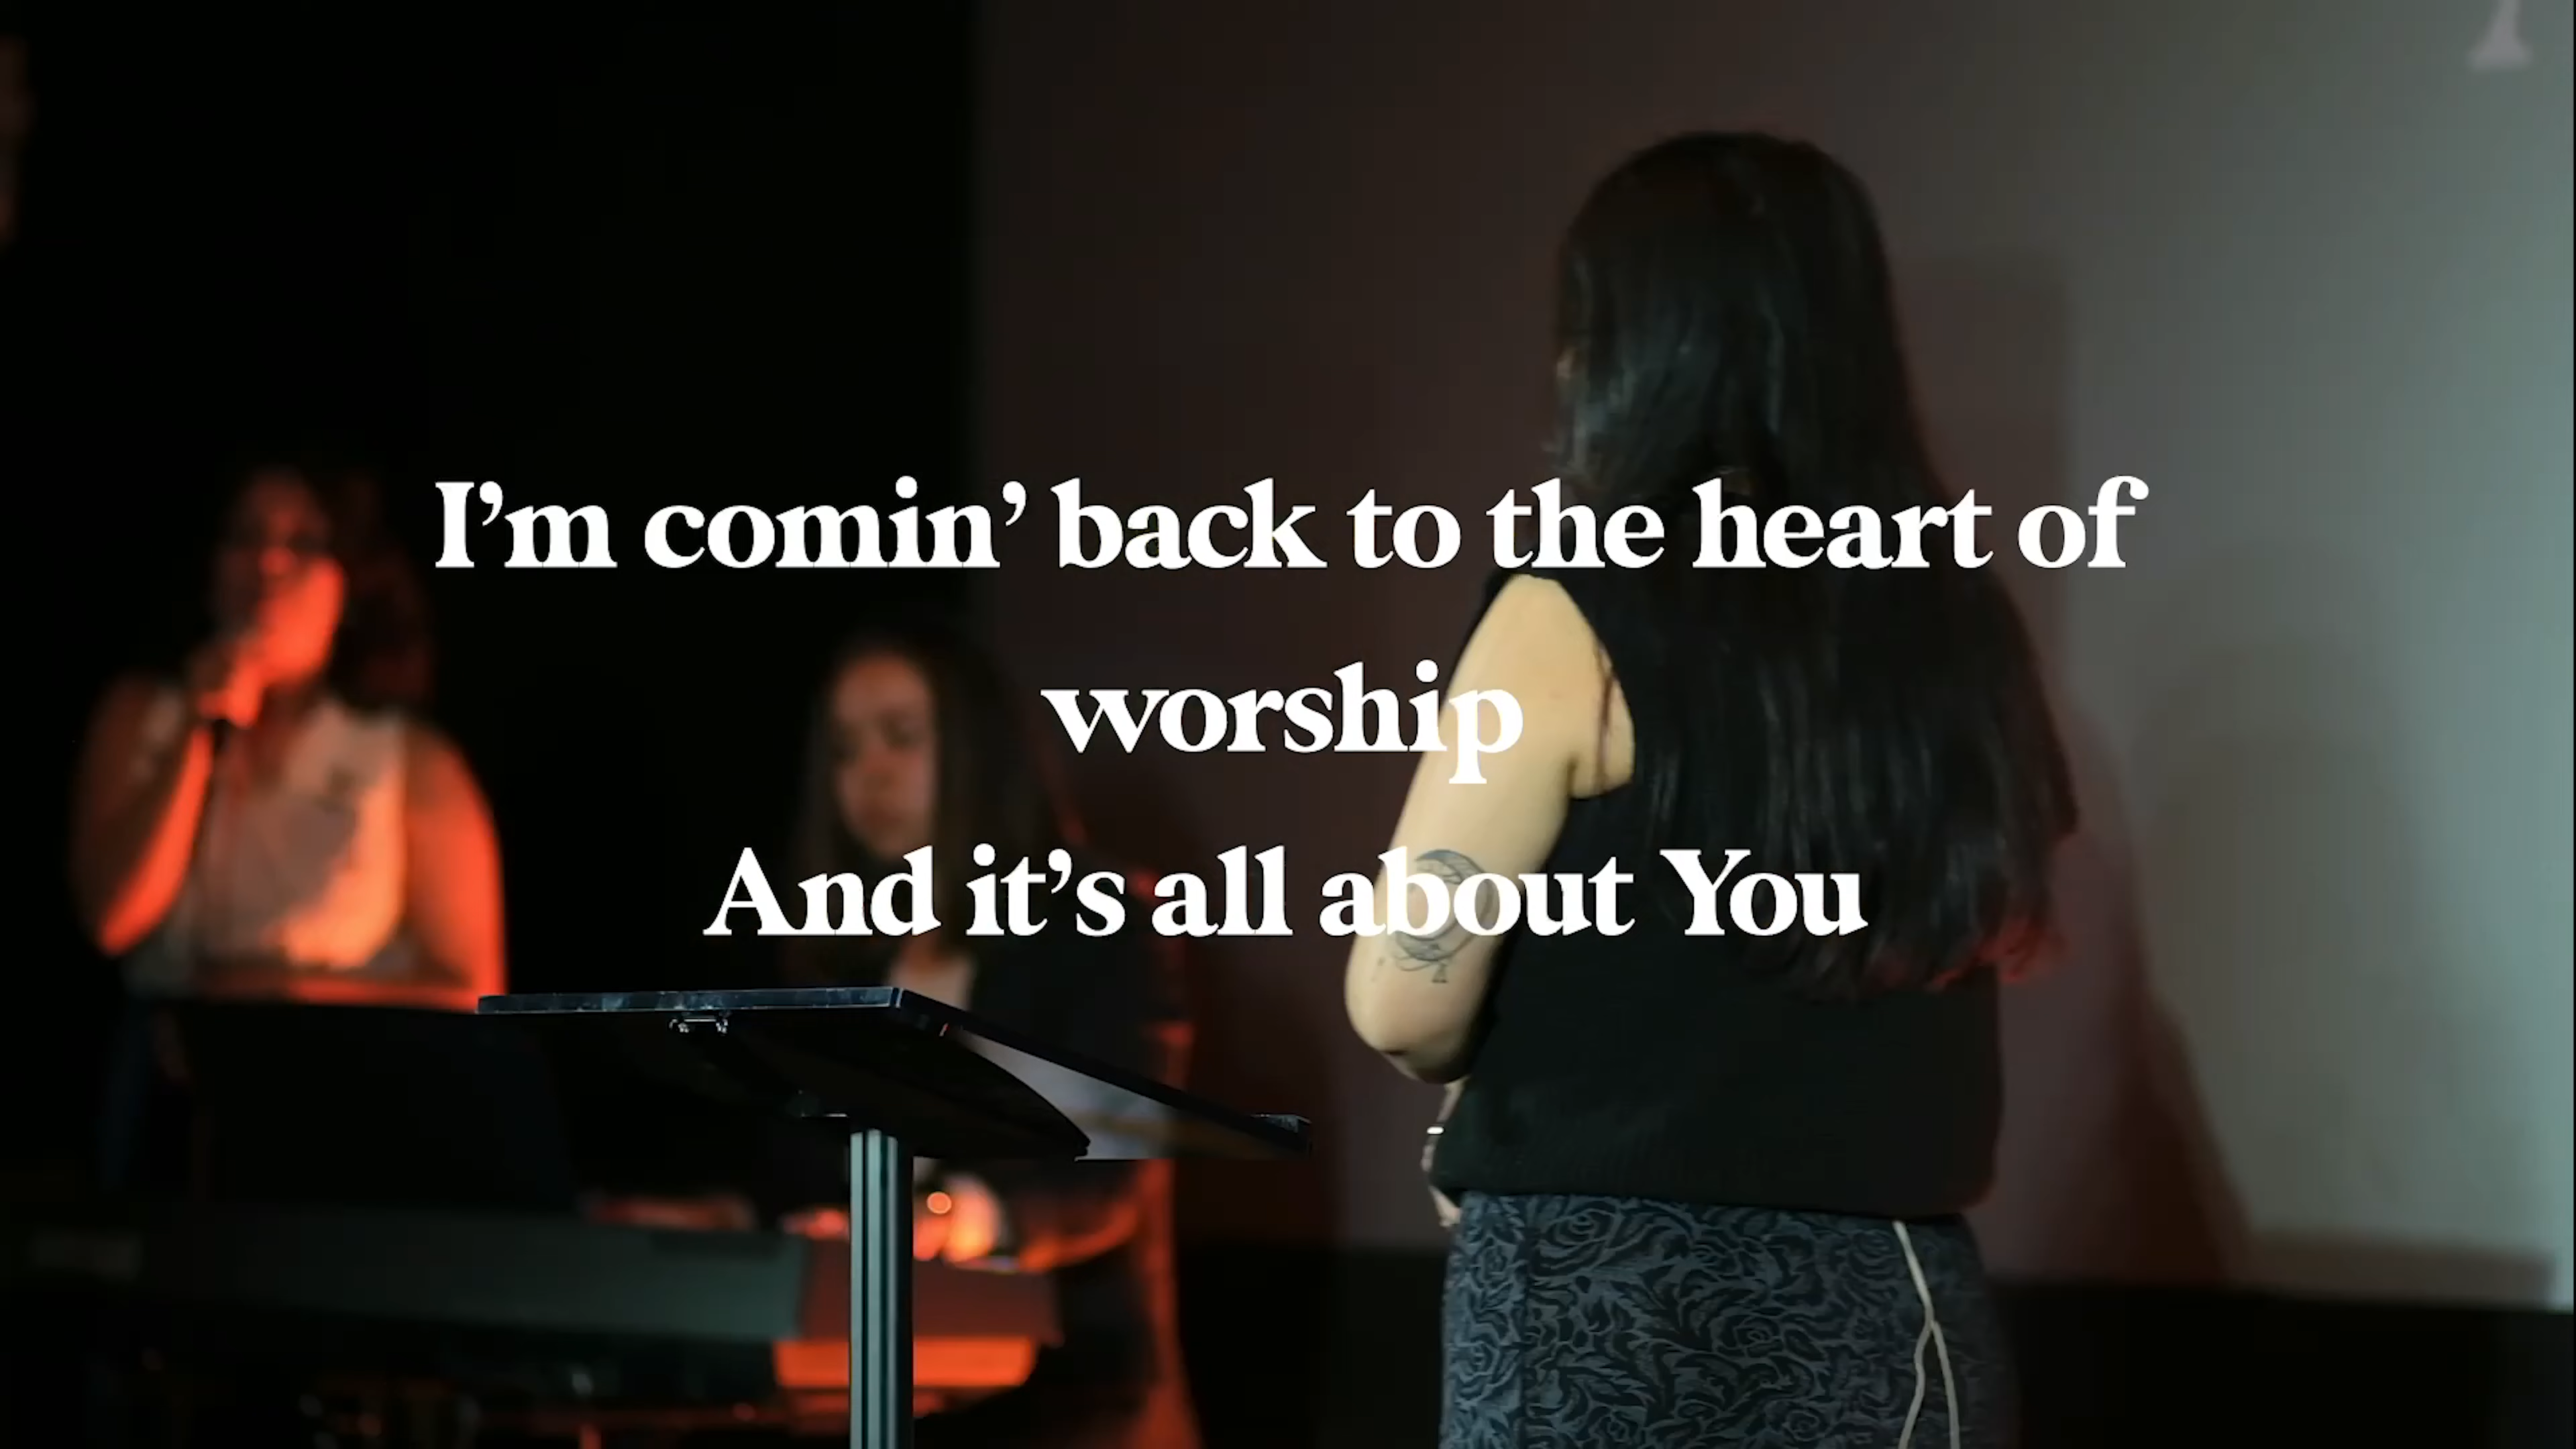 I’m comin’ back to the heart of
worship
And it’s all about You